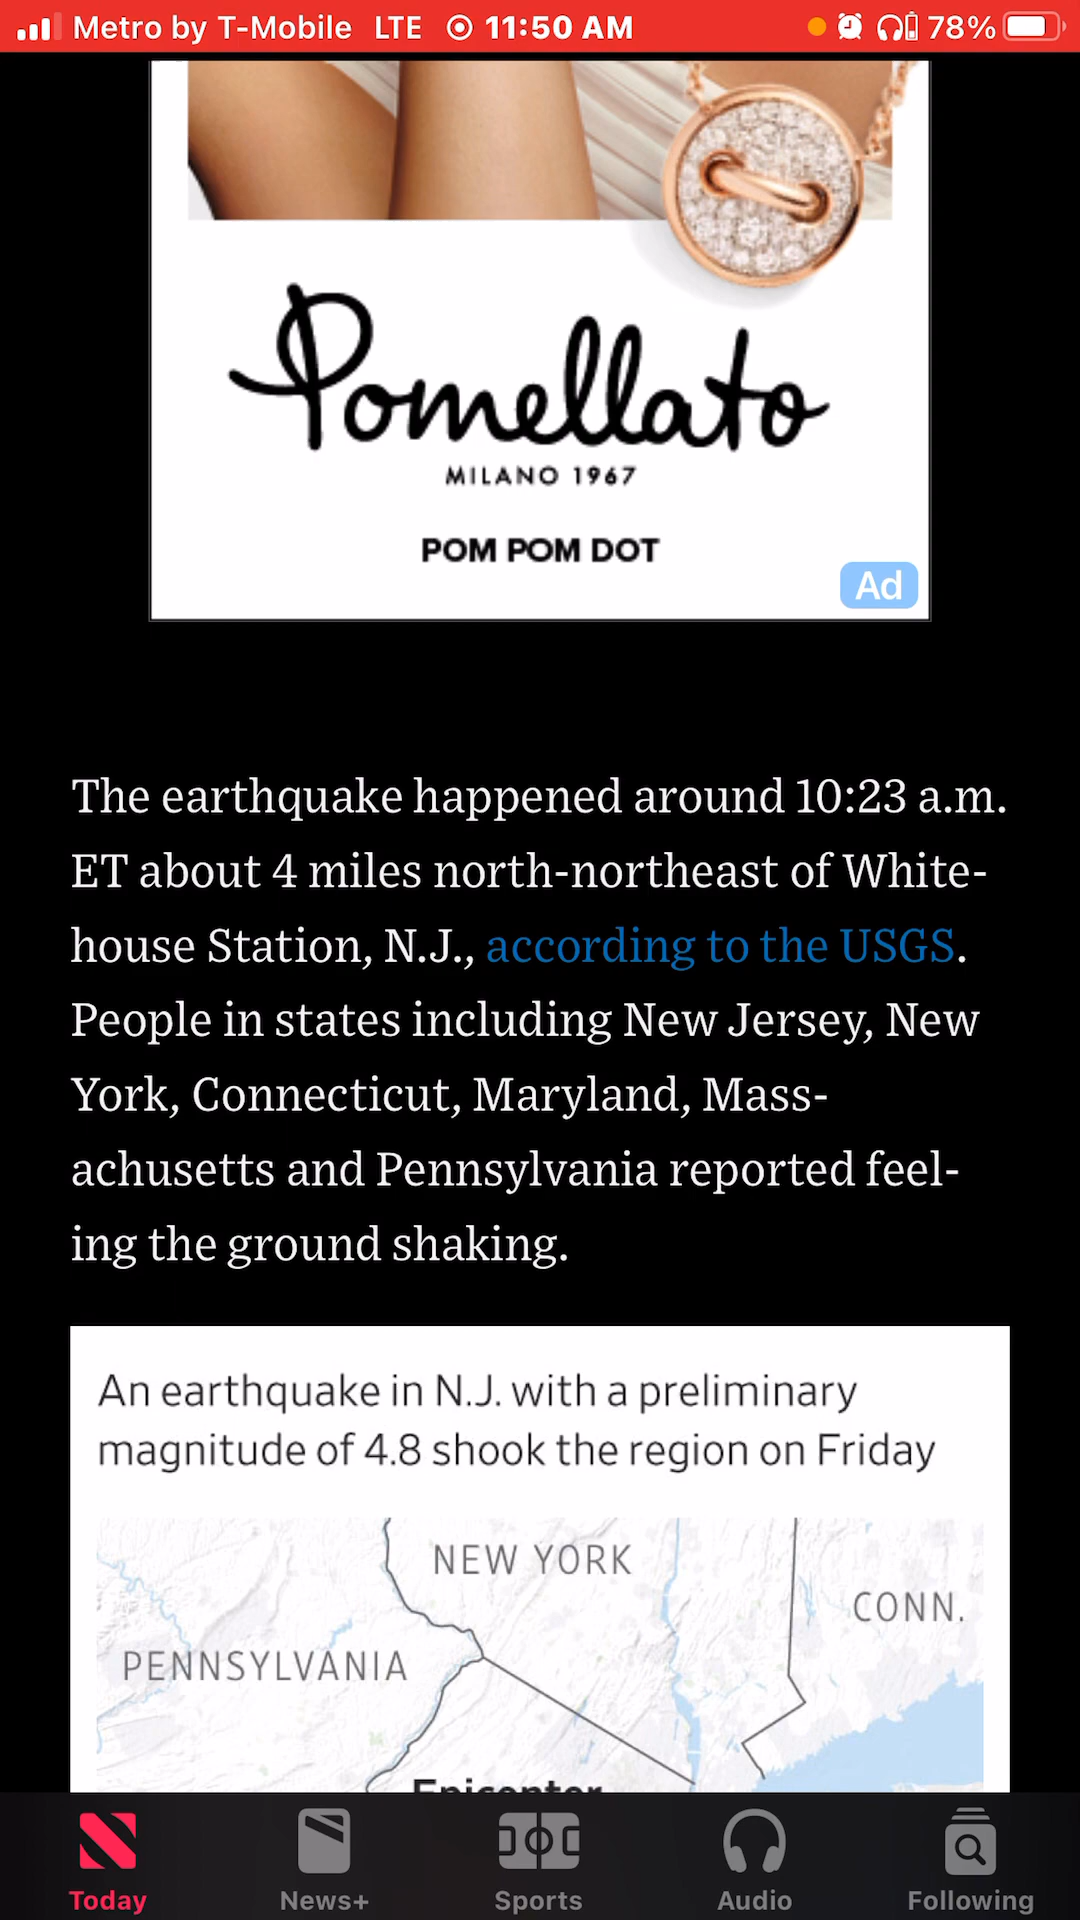 Metro by T-Mobile LTE 11:50 AM 78%
Pomellato
MILANO 1967
POM POM DOT
Ad
The earthquake happened around 10:23 a.m.
ET about 4 miles north-northeast of White-
house Station, N.J., according to the USGS.
People in states including New Jersey, New
York, Connecticut, Maryland, Mass-
achusetts and Pennsylvania reported feel-
ing the ground shaking.
An earthquake in N.J. with a preliminary
magnitude of 4.8 shook the region on Friday
NEW YORK
CONN.
PENNSYLVANIA
Epicenter
Today News+ Sports Audio Following